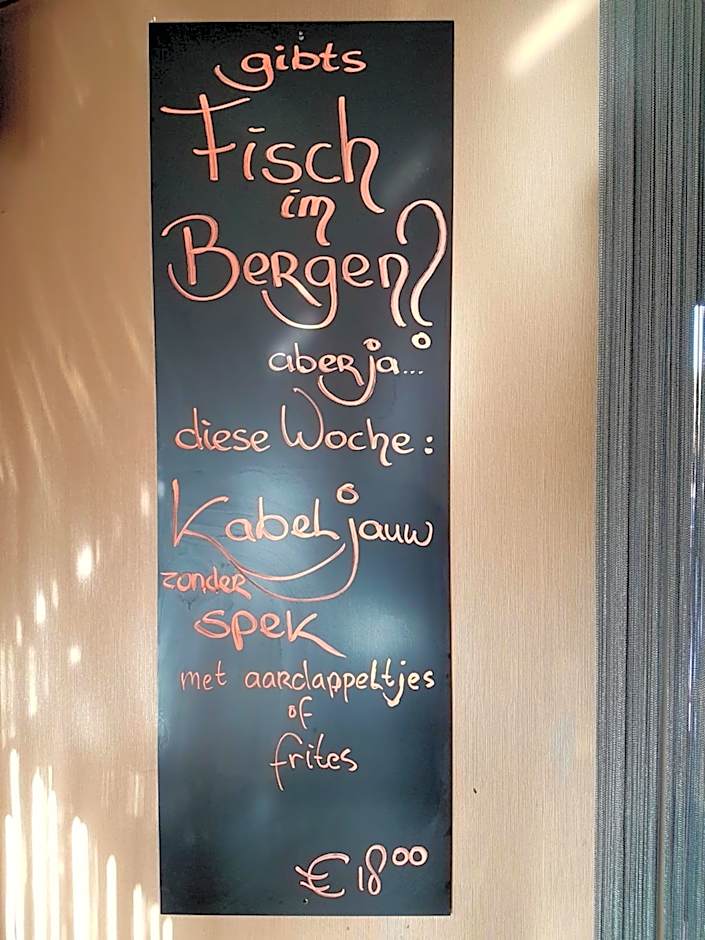 gibts
Fisch
im
Bergen?
aber ja...
diese Woche:
Kabeljauw
zonder
spek
met aardappeltjes
of
frites
€ 18⁰⁰